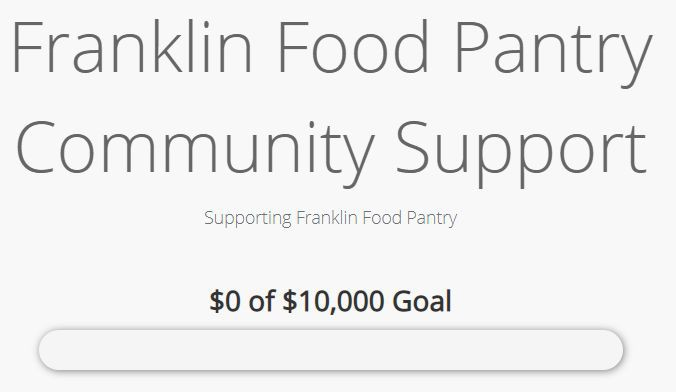 Franklin Food Pantry
Community Support
Supporting Franklin Food Pantry
$0 of $10,000 Goal